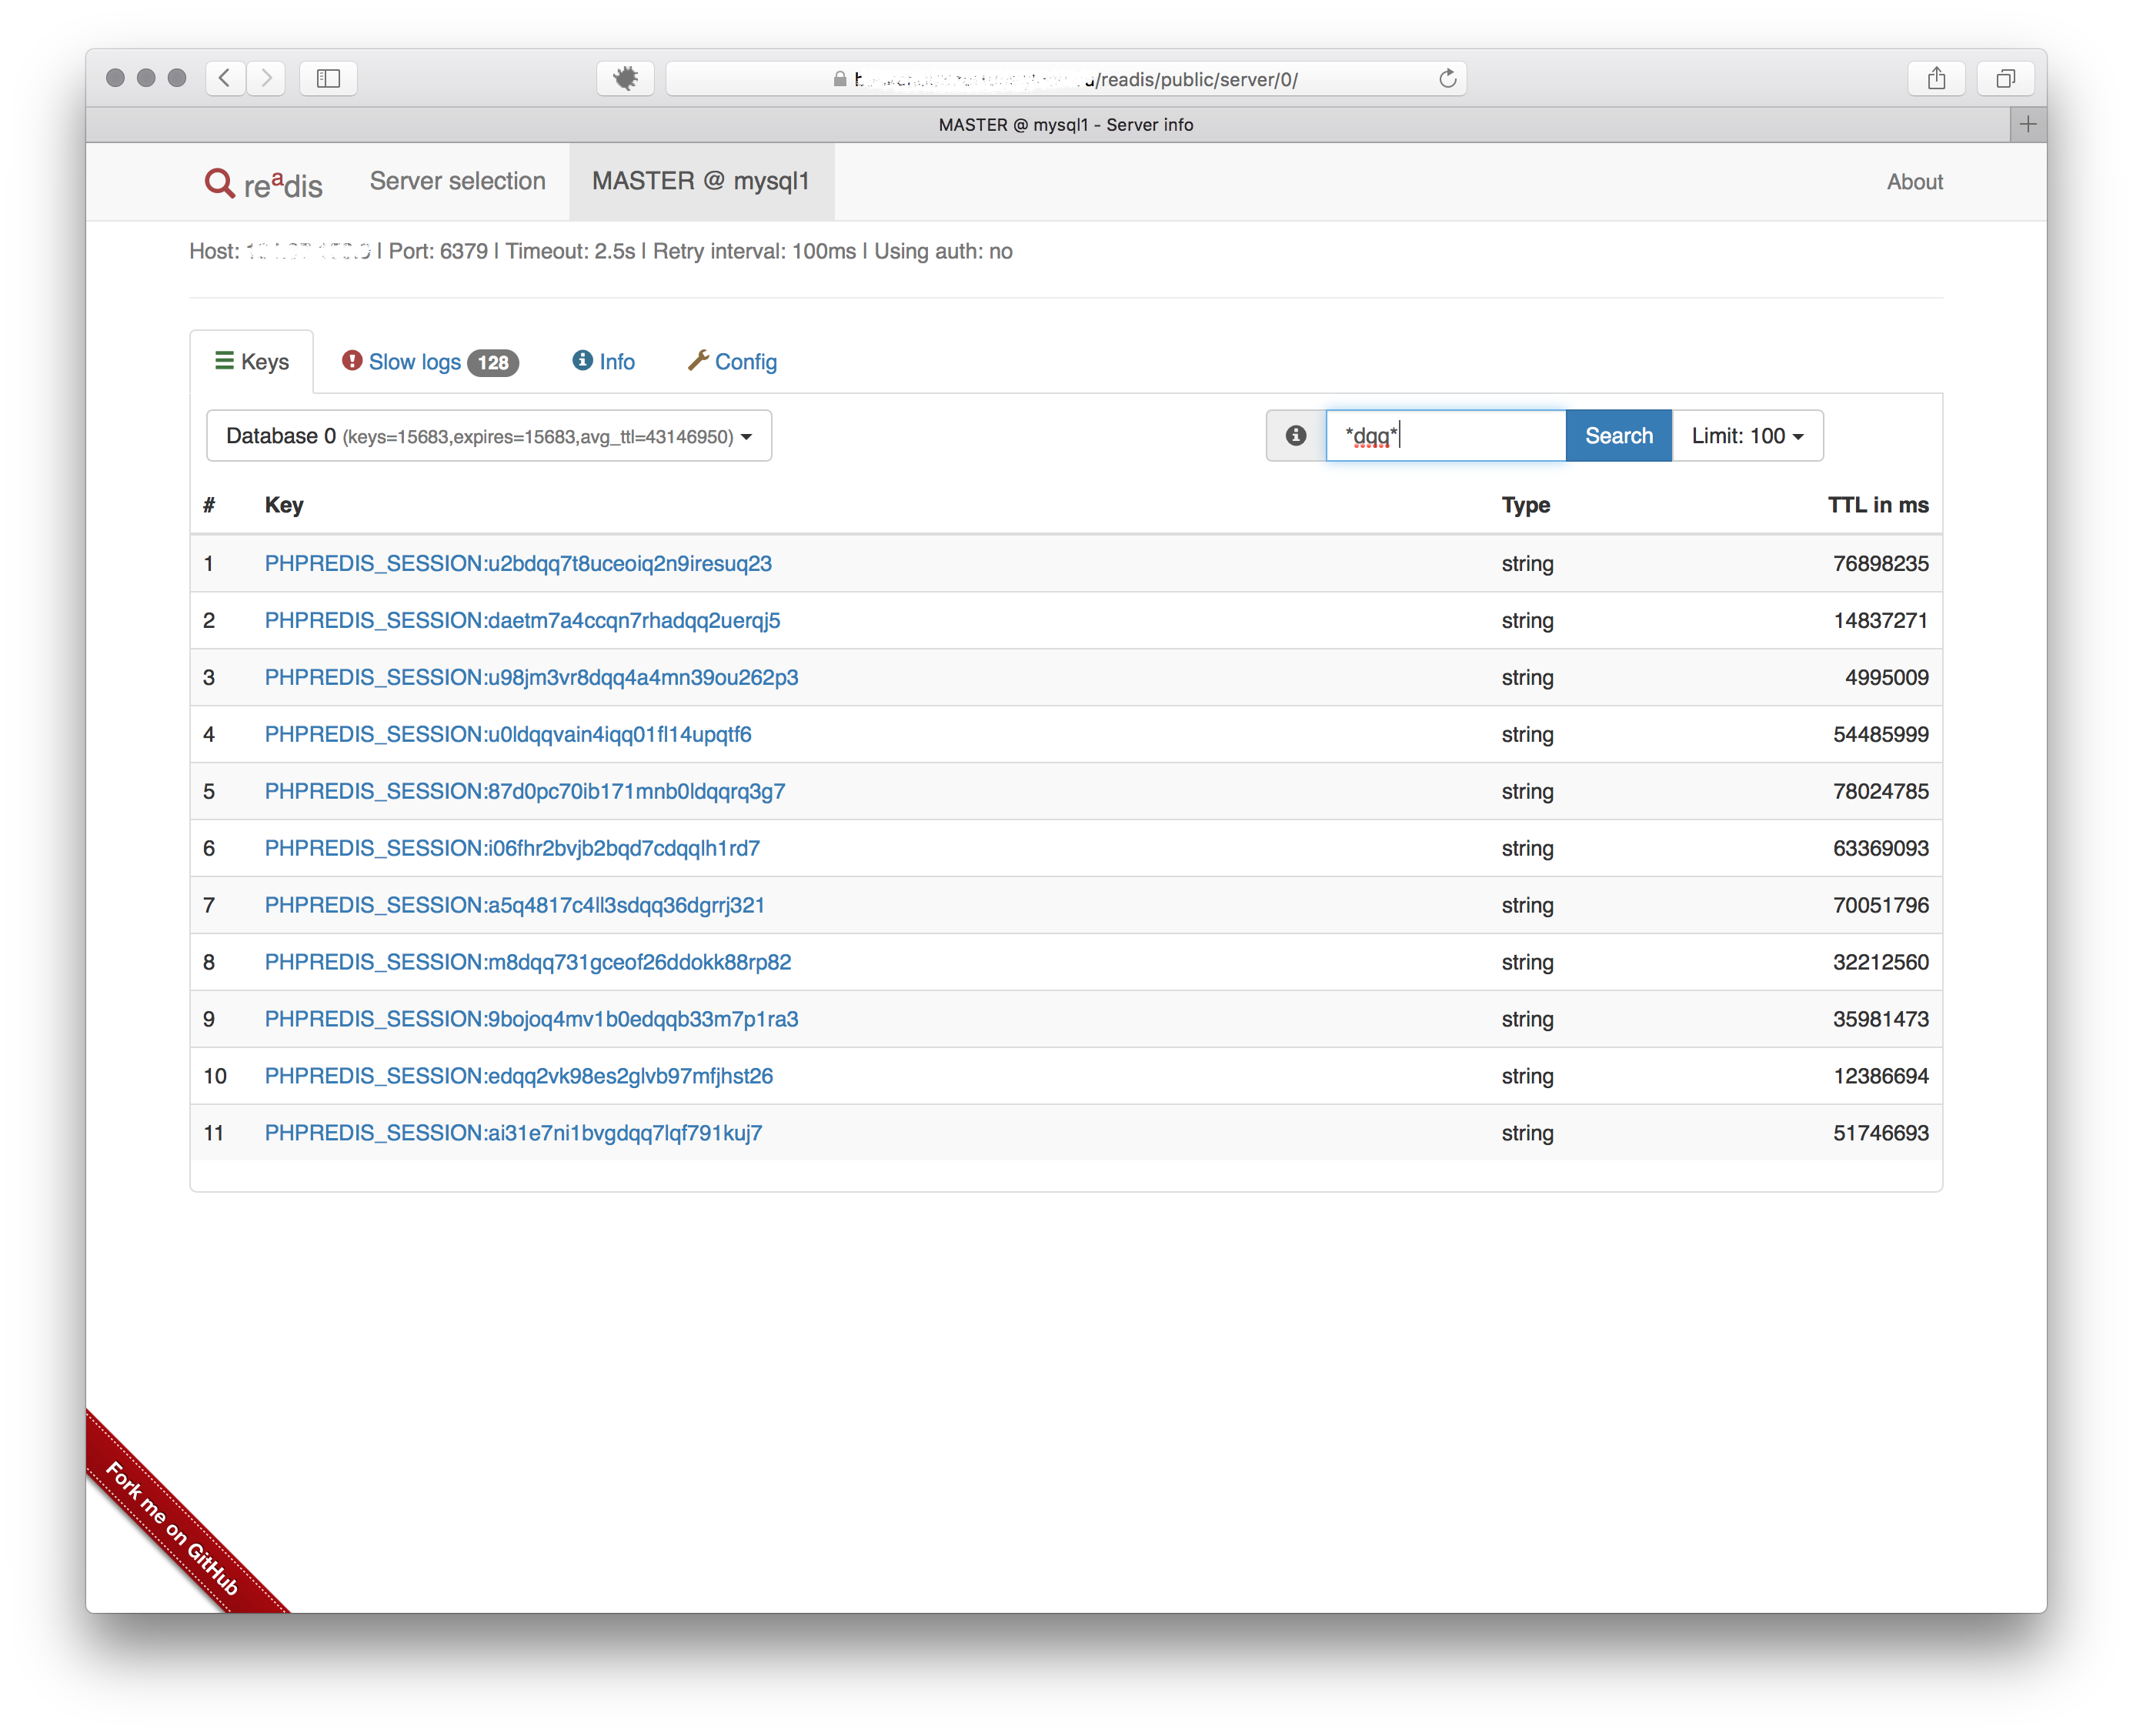 /readis/public/server/0/
MASTER @ mysql1 - Server info
readis Server selection MASTER @ mysql1 About
Host: | Port: 6379 | Timeout: 2.5s | Retry interval: 100ms | Using auth: no
Keys Slow logs 128 Info Config
Database 0 (keys=15683,expires=15683,avg_ttl=43146950) *dqq* Search Limit: 100
# Key Type TTL in ms
1 PHPREDIS_SESSION:u2bdqq7t8uceoiq2n9iresuq23 string 76898235
2 PHPREDIS_SESSION:daetm7a4ccqn7rhadqq2uerqj5 string 14837271
3 PHPREDIS_SESSION:u98jm3vr8dqq4a4mn39ou262p3 string 4995009
4 PHPREDIS_SESSION:u0ldqqvain4iqq01fl14upqtf6 string 54485999
5 PHPREDIS_SESSION:87d0pc70ib171mnb0ldqqrq3g7 string 78024785
6 PHPREDIS_SESSION:i06fhr2bvjb2bqd7cdqqlh1rd7 string 63369093
7 PHPREDIS_SESSION:a5q4817c4ll3sdqq36dgrrj321 string 70051796
8 PHPREDIS_SESSION:m8dqq731gceof26ddokk88rp82 string 32212560
9 PHPREDIS_SESSION:9bojoq4mv1b0edqqb33m7p1ra3 string 35981473
10 PHPREDIS_SESSION:edqq2vk98es2glvb97mfjhst26 string 12386694
11 PHPREDIS_SESSION:ai31e7ni1bvgdqq7lqf791kuj7 string 51746693
Fork me on GitHub